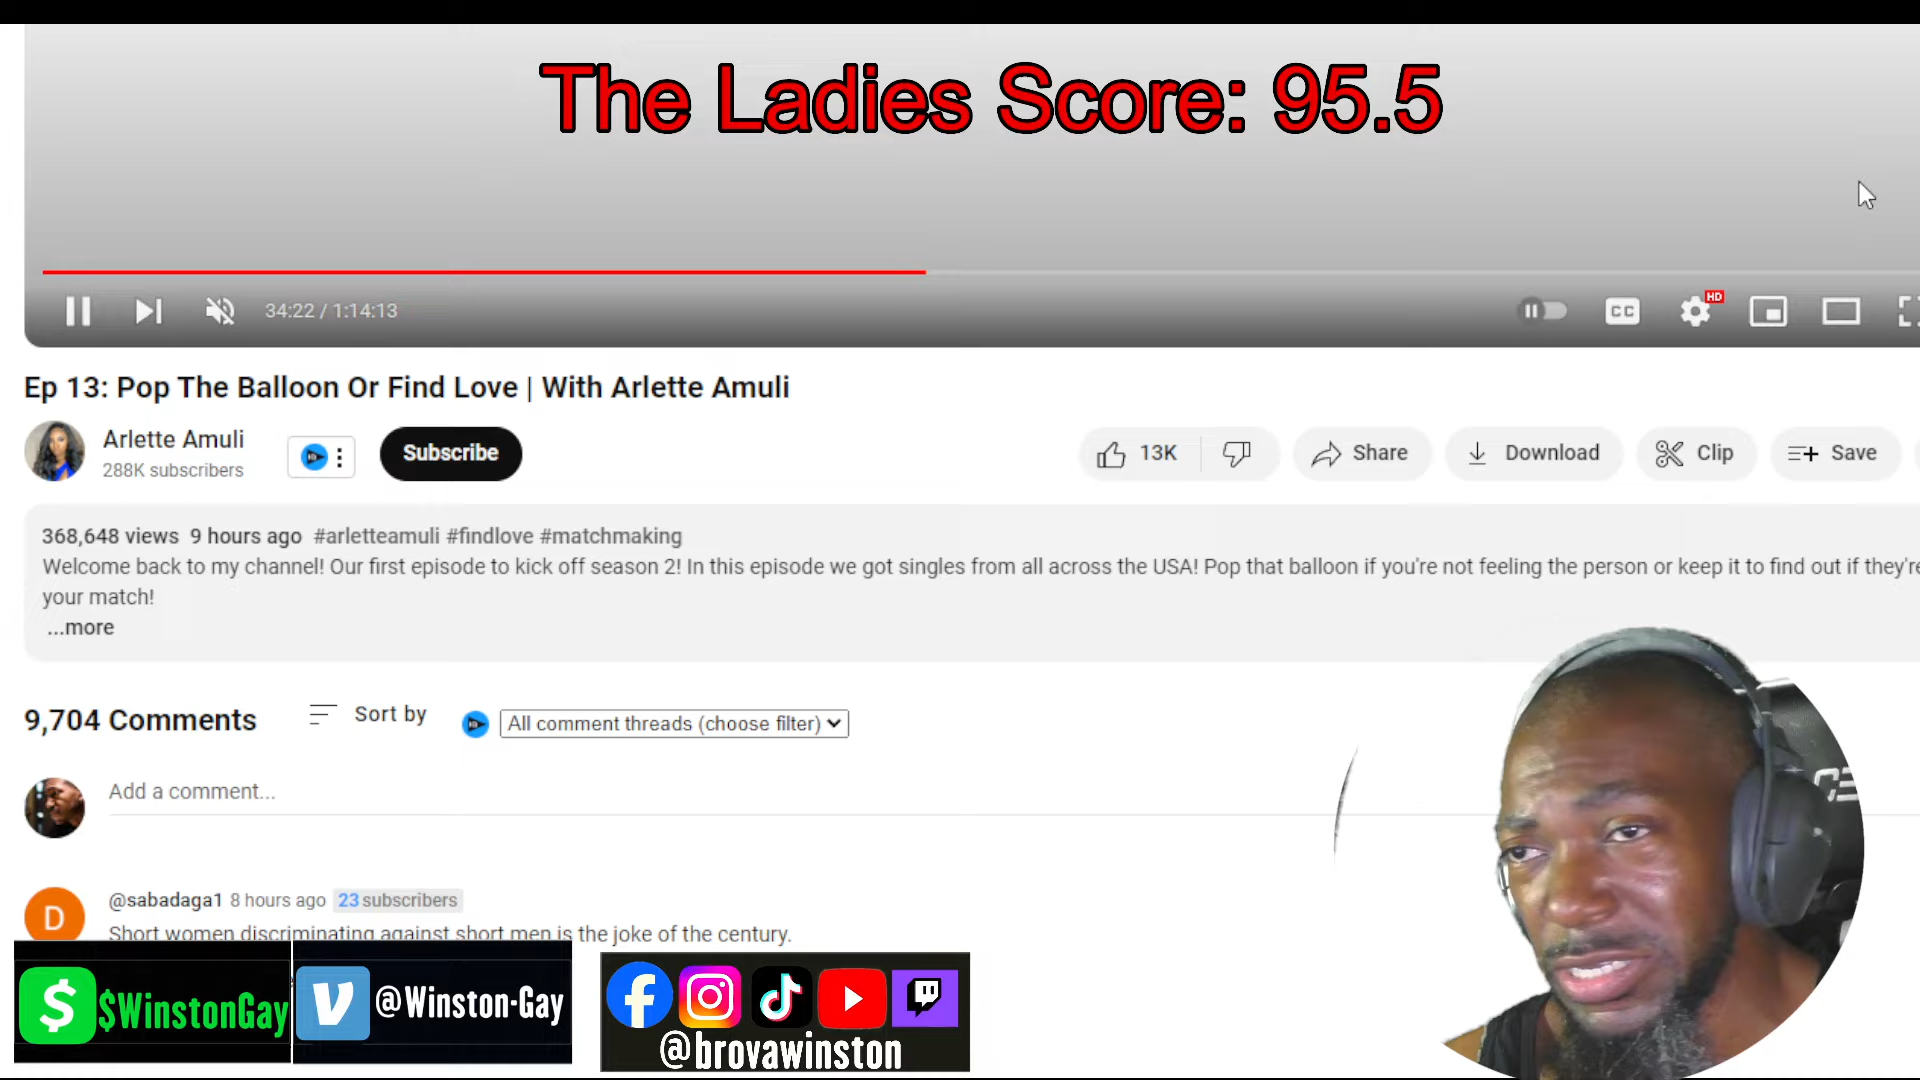 The Ladies Score: 95.5
34:22 / 1:14:13
CC
HD
Ep 13: Pop The Balloon Or Find Love | With Arlette Amuli
Arlette Amuli
288K subscribers
Subscribe
13K
Share
Download
Clip
Save
368,648 views 9 hours ago #arletteamuli #findlove #matchmaking
Welcome back to my channel! Our first episode to kick off season 2! In this episode we got singles from all across the USA! Pop that balloon if you're not feeling the person or keep it to find out if they're
your match!
...more
9,704 Comments
Sort by
All comment threads (choose filter)
Add a comment...
D
@sabadaga1 8 hours ago 23 subscribers
Short women discriminating against short men is the joke of the century.
$WinstonGay
@Winston-Gay
@brovawinston